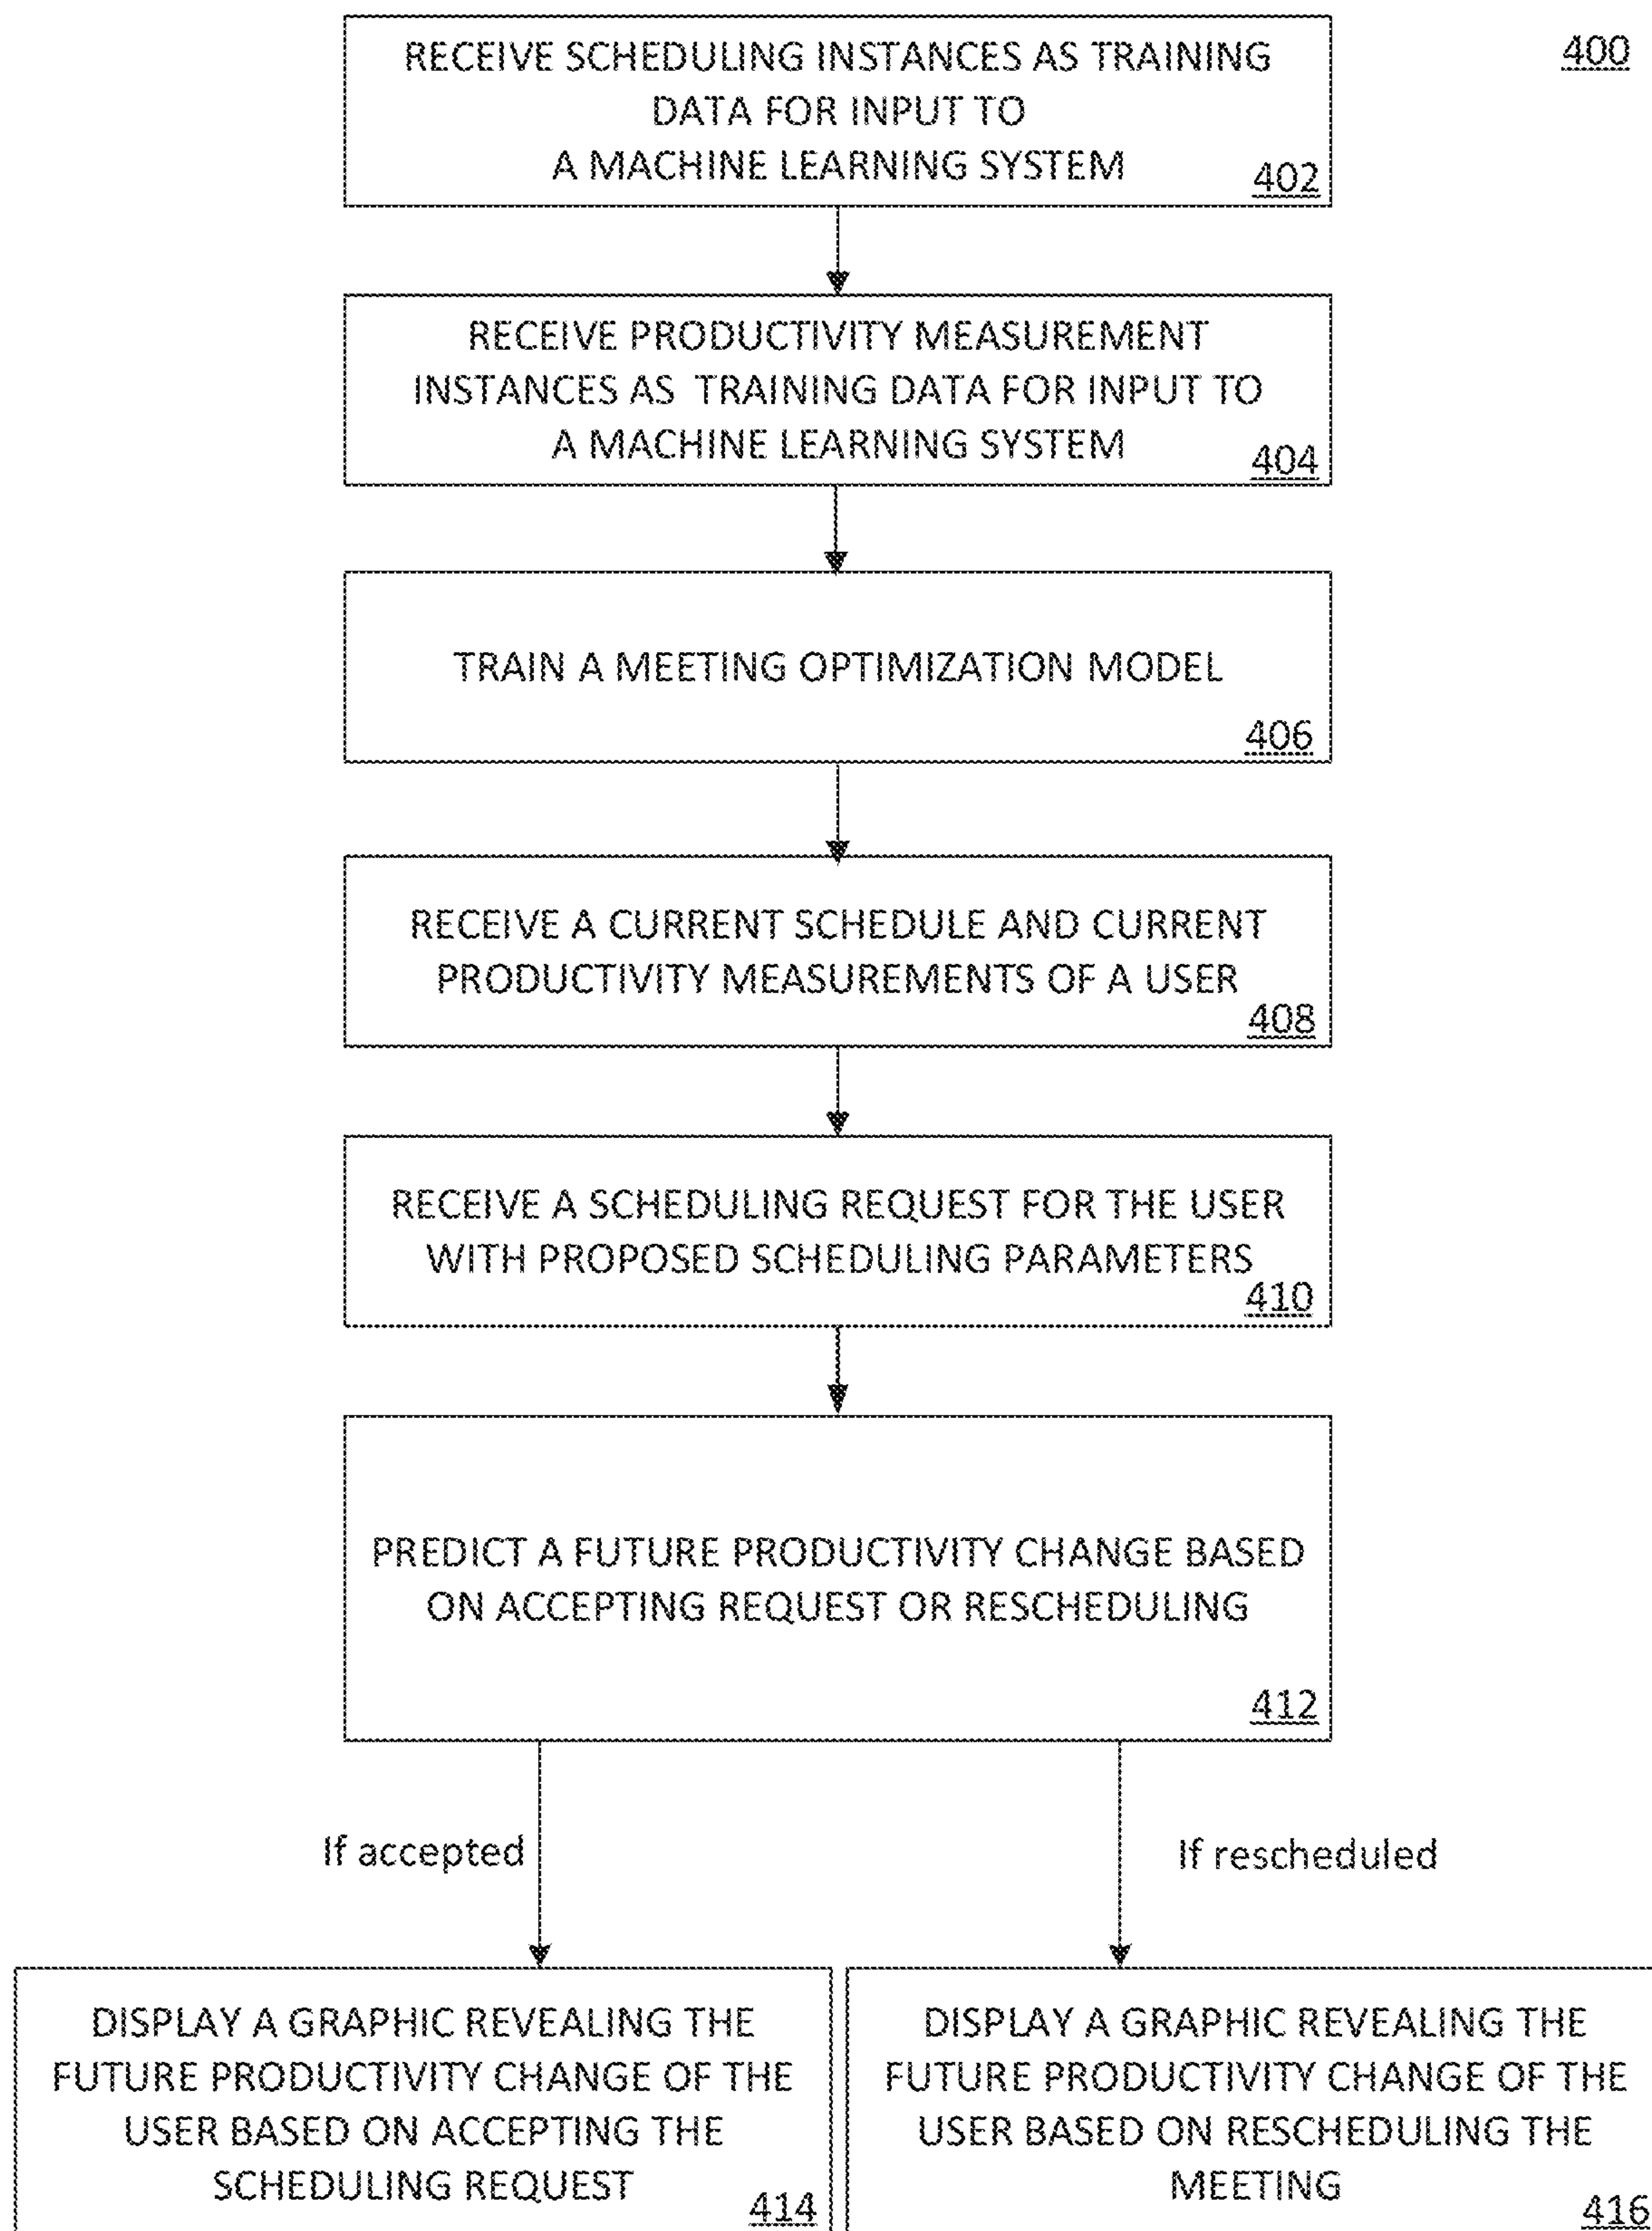 400
RECEIVE SCHEDULING INSTANCES AS TRAINING
DATA FOR INPUT TO
A MACHINE LEARNING SYSTEM
402
RECEIVE PRODUCTIVITY MEASUREMENT
INSTANCES AS TRAINING DATA FOR INPUT TO
A MACHINE LEARNING SYSTEM
404
TRAIN A MEETING OPTIMIZATION MODEL
406
RECEIVE A CURRENT SCHEDULE AND CURRENT
PRODUCTIVITY MEASUREMENTS OF A USER
408
RECEIVE A SCHEDULING REQUEST FOR THE USER
WITH PROPOSED SCHEDULING PARAMETERS
410
PREDICT A FUTURE PRODUCTIVITY CHANGE BASED
ON ACCEPTING REQUEST OR RESCHEDULING
412
If accepted
If rescheduled
DISPLAY A GRAPHIC REVEALING THE
FUTURE PRODUCTIVITY CHANGE OF THE
USER BASED ON ACCEPTING THE
SCHEDULING REQUEST
414
DISPLAY A GRAPHIC REVEALING THE
FUTURE PRODUCTIVITY CHANGE OF THE
USER BASED ON RESCHEDULING THE
MEETING
416